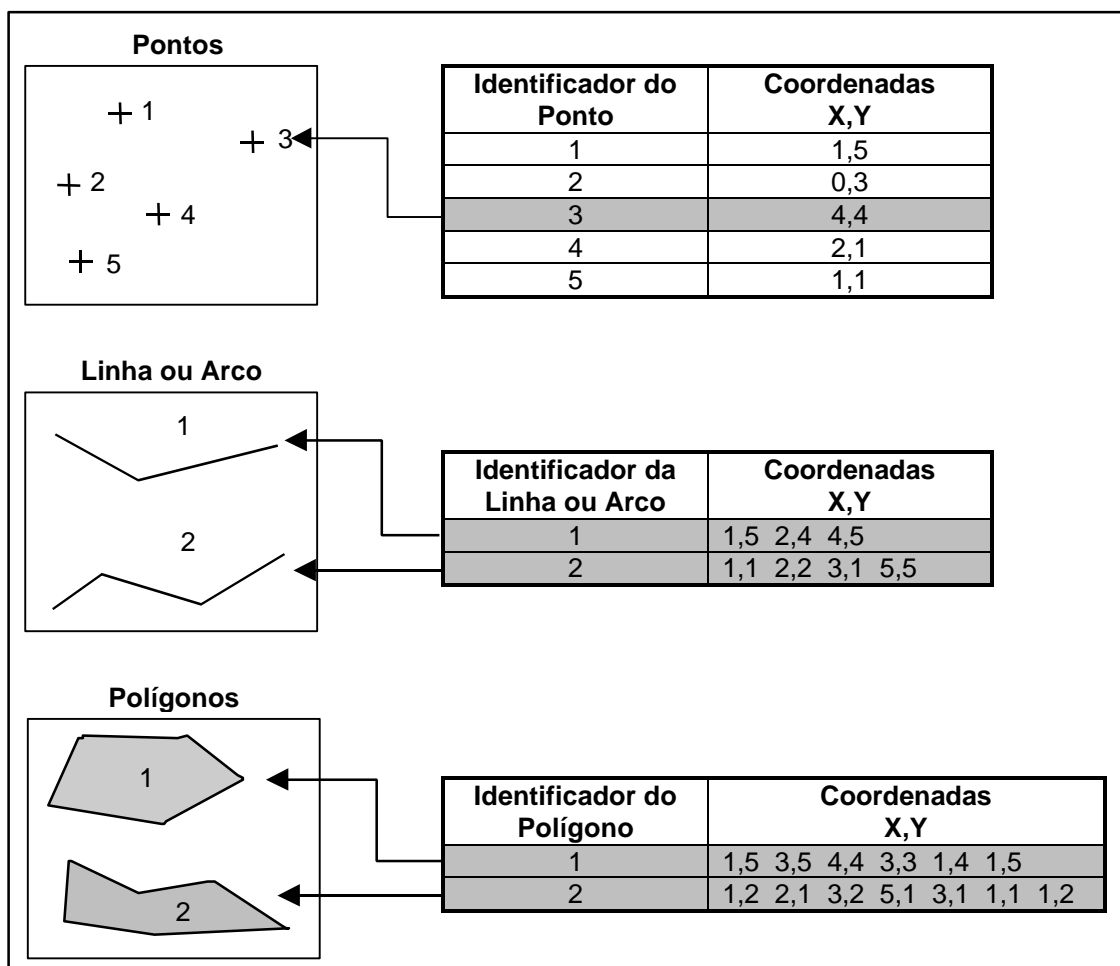 Pontos
1
3
2
4
5
Identificador do Ponto Coordenadas X,Y
1 1,5
2 0,3
3 4,4
4 2,1
5 1,1
Linha ou Arco
1
2
Identificador da Linha ou Arco Coordenadas X,Y
1 1,5 2,4 4,5
2 1,1 2,2 3,1 5,5
Polígonos
1
2
Identificador do Polígono Coordenadas X,Y
1 1,5 3,5 4,4 3,3 1,4 1,5
2 1,2 2,1 3,2 5,1 3,1 1,1 1,2